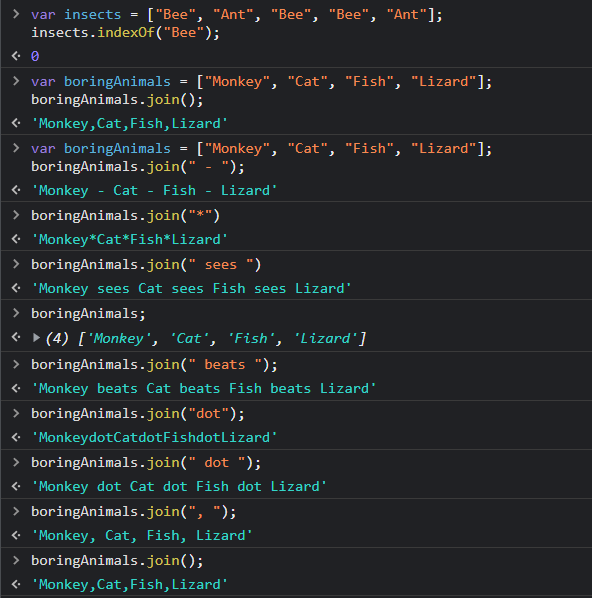 > var insects = ["Bee", "Ant", "Bee", "Bee", "Ant"];
insects.indexOf("Bee");
0
> var boringAnimals = ["Monkey", "Cat", "Fish", "Lizard"];
boringAnimals.join();
'Monkey,Cat,Fish,Lizard'
> var boringAnimals = ["Monkey", "Cat", "Fish", "Lizard"];
boringAnimals.join(" - ");
'Monkey - Cat - Fish - Lizard'
> boringAnimals.join("*")
'Monkey*Cat*Fish*Lizard'
> boringAnimals.join(" sees ")
'Monkey sees Cat sees Fish sees Lizard'
> boringAnimals;
(4) ['Monkey', 'Cat', 'Fish', 'Lizard']
> boringAnimals.join(" beats ");
'Monkey beats Cat beats Fish beats Lizard'
> boringAnimals.join("dot");
'MonkeydotCatdotFishdotLizard'
> boringAnimals.join(" dot ");
'Monkey dot Cat dot Fish dot Lizard'
> boringAnimals.join(", ");
'Monkey, Cat, Fish, Lizard'
> boringAnimals.join();
'Monkey,Cat,Fish,Lizard'